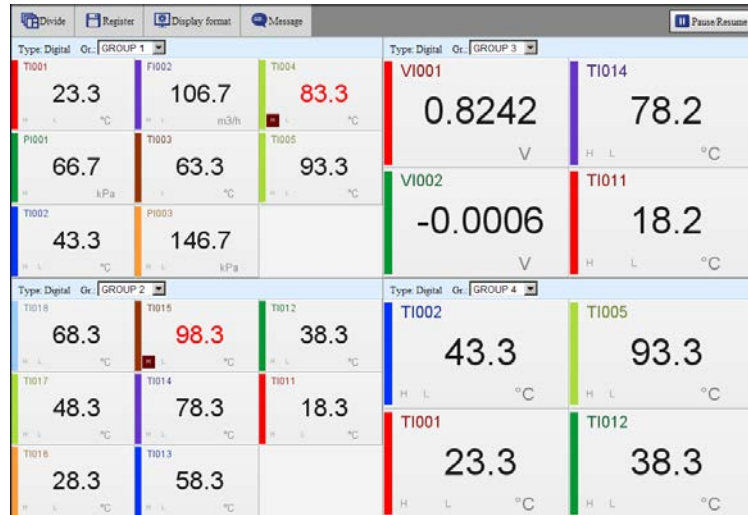 Divide Register Display format Message Pause/Resume
Type: Digital Gr.: GROUP 1
TI001 FI002 TI004
23.3 106.7 83.3
H L °C H L m3/h H L °C
PI001 TI003 TI005
66.7 63.3 93.3
H kPa L °C H L °C
TI002 PI003
43.3 146.7
H L °C kPa
Type: Digital Gr.: GROUP 3
VI001 TI014
0.8242 78.2
V H L °C
VI002 TI011
-0.0006 18.2
V H L °C
Type: Digital Gr.: GROUP 2
TI018 TI015 TI012
68.3 98.3 38.3
H L °C H L °C H L °C
TI017 TI014 TI011
48.3 78.3 18.3
H L °C H L °C H L °C
TI016 TI013
28.3 58.3
H L °C H L °C
Type: Digital Gr.: GROUP 4
TI002 TI005
43.3 93.3
H L °C H L °C
TI001 TI012
23.3 38.3
H L °C H L °C